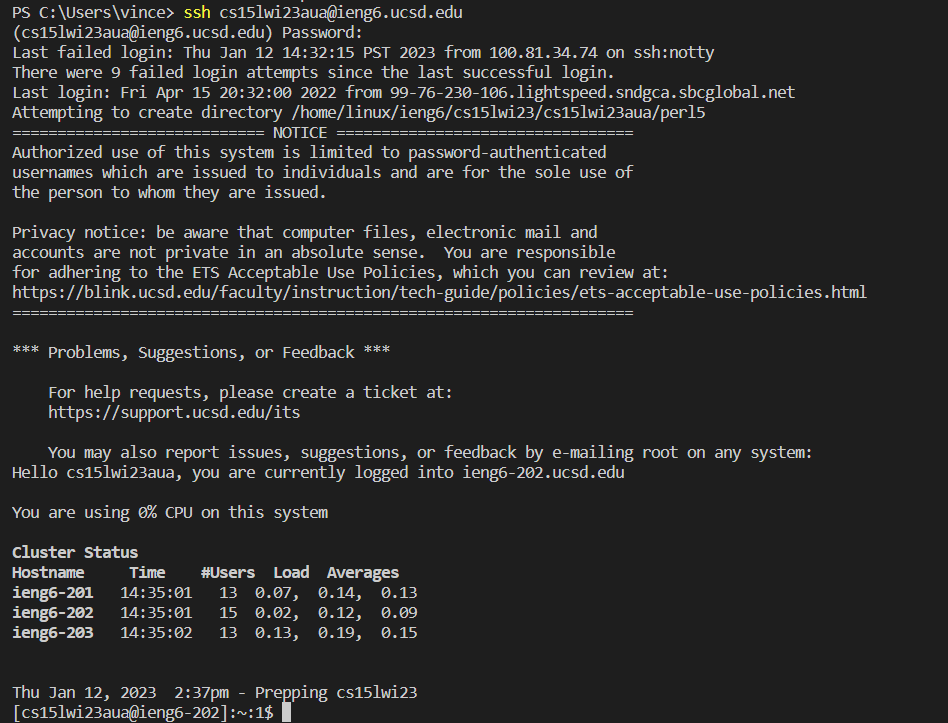 PS C:\Users\vince> ssh cs15lwi23aua@ieng6.ucsd.edu
(cs15lwi23aua@ieng6.ucsd.edu) Password:
Last failed login: Thu Jan 12 14:32:15 PST 2023 from 100.81.34.74 on ssh:notty
There were 9 failed login attempts since the last successful login.
Last login: Fri Apr 15 20:32:00 2022 from 99-76-230-106.lightspeed.sndgca.sbcglobal.net
Attempting to create directory /home/linux/ieng6/cs15lwi23/cs15lwi23aua/perl5
============================ NOTICE =================================
Authorized use of this system is limited to password-authenticated
usernames which are issued to individuals and are for the sole use of
the person to whom they are issued.

Privacy notice: be aware that computer files, electronic mail and
accounts are not private in an absolute sense.  You are responsible
for adhering to the ETS Acceptable Use Policies, which you can review at:
https://blink.ucsd.edu/faculty/instruction/tech-guide/policies/ets-acceptable-use-policies.html
=====================================================================

*** Problems, Suggestions, or Feedback ***

    For help requests, please create a ticket at:
    https://support.ucsd.edu/its

    You may also report issues, suggestions, or feedback by e-mailing root on any system:
Hello cs15lwi23aua, you are currently logged into ieng6-202.ucsd.edu

You are using 0% CPU on this system

Cluster Status
Hostname     Time    #Users  Load  Averages
ieng6-201   14:35:01   13  0.07,  0.14,  0.13
ieng6-202   14:35:01   15  0.02,  0.12,  0.09
ieng6-203   14:35:02   13  0.13,  0.19,  0.15


Thu Jan 12, 2023  2:37pm - Prepping cs15lwi23
[cs15lwi23aua@ieng6-202]:~:1$